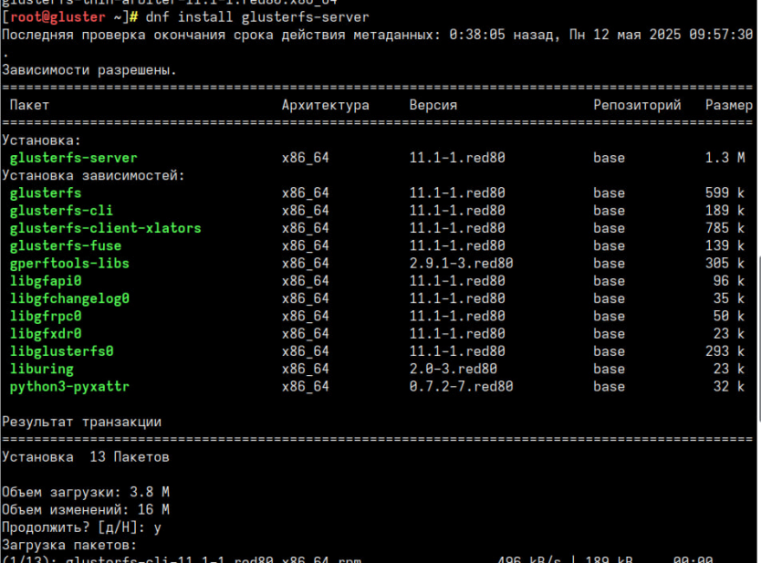 glusterfs-thin-arbiter-11.1-1.red80.x86_64
[root@gluster ~]# dnf install glusterfs-server
Последняя проверка окончания срока действия метаданных: 0:38:05 назад, Пн 12 мая 2025 09:57:30
.
Зависимости разрешены.
================================================================================
Пакет Архитектура Версия Репозиторий Размер
================================================================================
Установка:
glusterfs-server x86_64 11.1-1.red80 base 1.3 M
Установка зависимостей:
glusterfs x86_64 11.1-1.red80 base 599 k
glusterfs-cli x86_64 11.1-1.red80 base 189 k
glusterfs-client-xlators x86_64 11.1-1.red80 base 785 k
glusterfs-fuse x86_64 11.1-1.red80 base 139 k
gperftools-libs x86_64 2.9.1-3.red80 base 305 k
libgfapi0 x86_64 11.1-1.red80 base 96 k
libgfchangelog0 x86_64 11.1-1.red80 base 35 k
libgfrpc0 x86_64 11.1-1.red80 base 50 k
libgfxdr0 x86_64 11.1-1.red80 base 23 k
libglusterfs0 x86_64 11.1-1.red80 base 293 k
liburing x86_64 2.0-3.red80 base 23 k
python3-pyxattr x86_64 0.7.2-7.red80 base 32 k
Результат транзакции
================================================================================
Установка 13 Пакетов
Объем загрузки: 3.8 M
Объем изменений: 16 M
Продолжить? [д/Н]: y
Загрузка пакетов:
(1/13): glusterfs-cli-11.1-1.red80.x86_64.rpm 496 kB/s | 189 kB 00:00